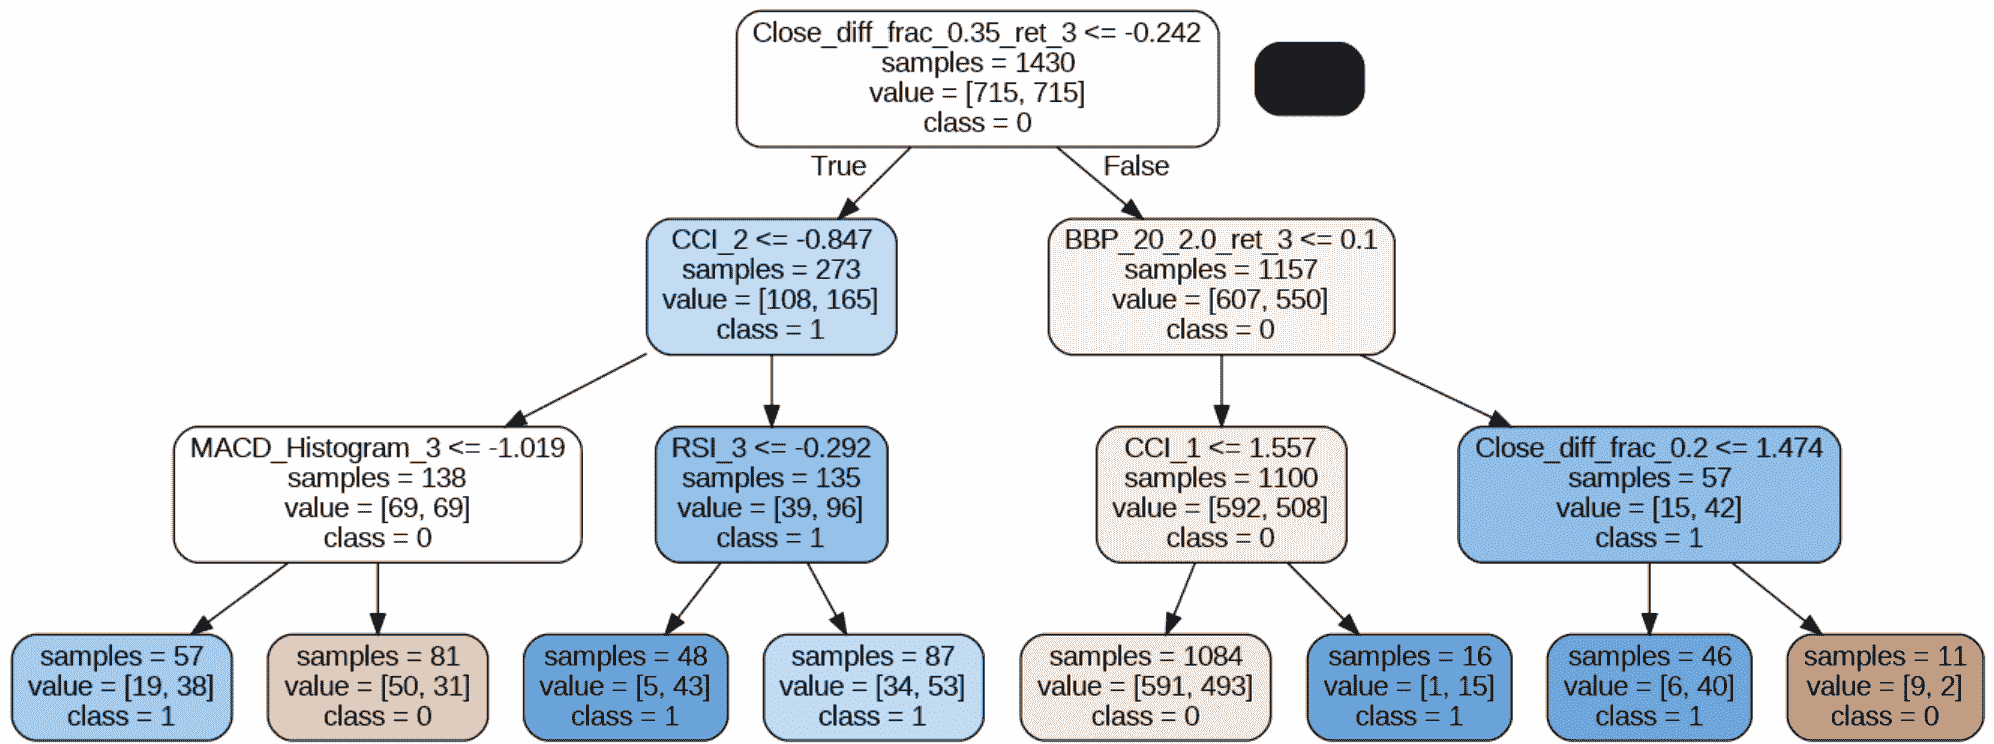 Close_diff_frac_0.35_ret_3 <= -0.242
samples = 1430
value = [715, 715]
class = 0
True
False
CCI_2 <= -0.847
samples = 273
value = [108, 165]
class = 1
BBP_20_2.0_ret_3 <= 0.1
samples = 1157
value = [607, 550]
class = 0
MACD_Histogram_3 <= -1.019
samples = 138
value = [69, 69]
class = 0
RSI_3 <= -0.292
samples = 135
value = [39, 96]
class = 1
CCI_1 <= 1.557
samples = 1100
value = [592, 508]
class = 0
Close_diff_frac_0.2 <= 1.474
samples = 57
value = [15, 42]
class = 1
samples = 57
value = [19, 38]
class = 1
samples = 81
value = [50, 31]
class = 0
samples = 48
value = [5, 43]
class = 1
samples = 87
value = [34, 53]
class = 1
samples = 1084
value = [591, 493]
class = 0
samples = 16
value = [1, 15]
class = 1
samples = 46
value = [6, 40]
class = 1
samples = 11
value = [9, 2]
class = 0